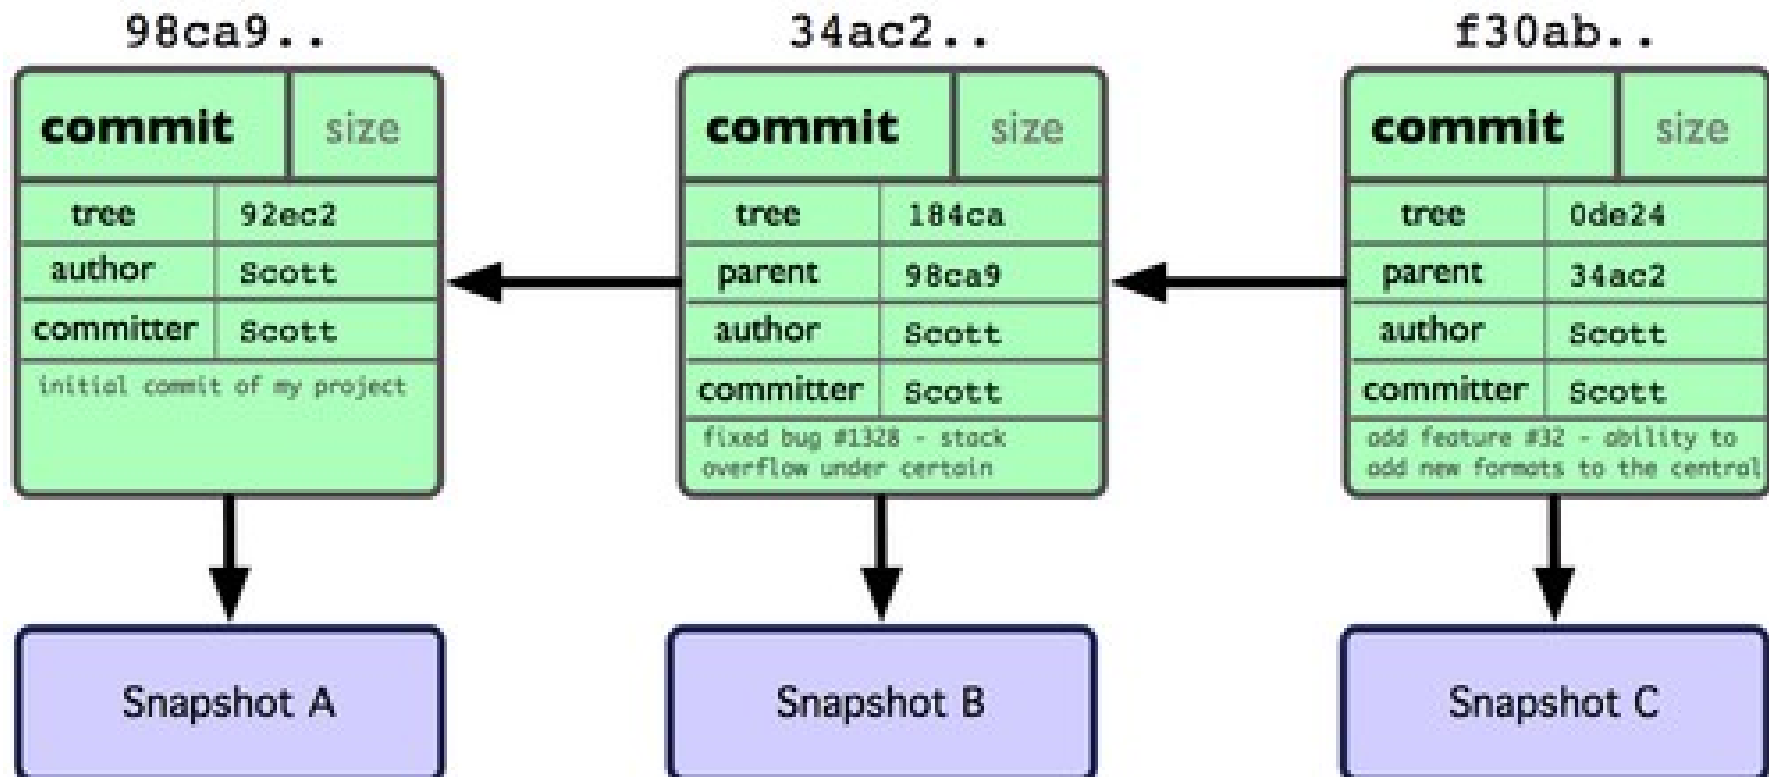 98ca9..
commit size
tree 92ec2
author Scott
committer Scott
initial commit of my project
Snapshot A
34ac2..
commit size
tree 184ca
parent 98ca9
author Scott
committer Scott
fixed bug #1328 - stack
overflow under certain
Snapshot B
f30ab..
commit size
tree 0de24
parent 34ac2
author Scott
committer Scott
add feature #32 - ability to
add new formats to the central
Snapshot C